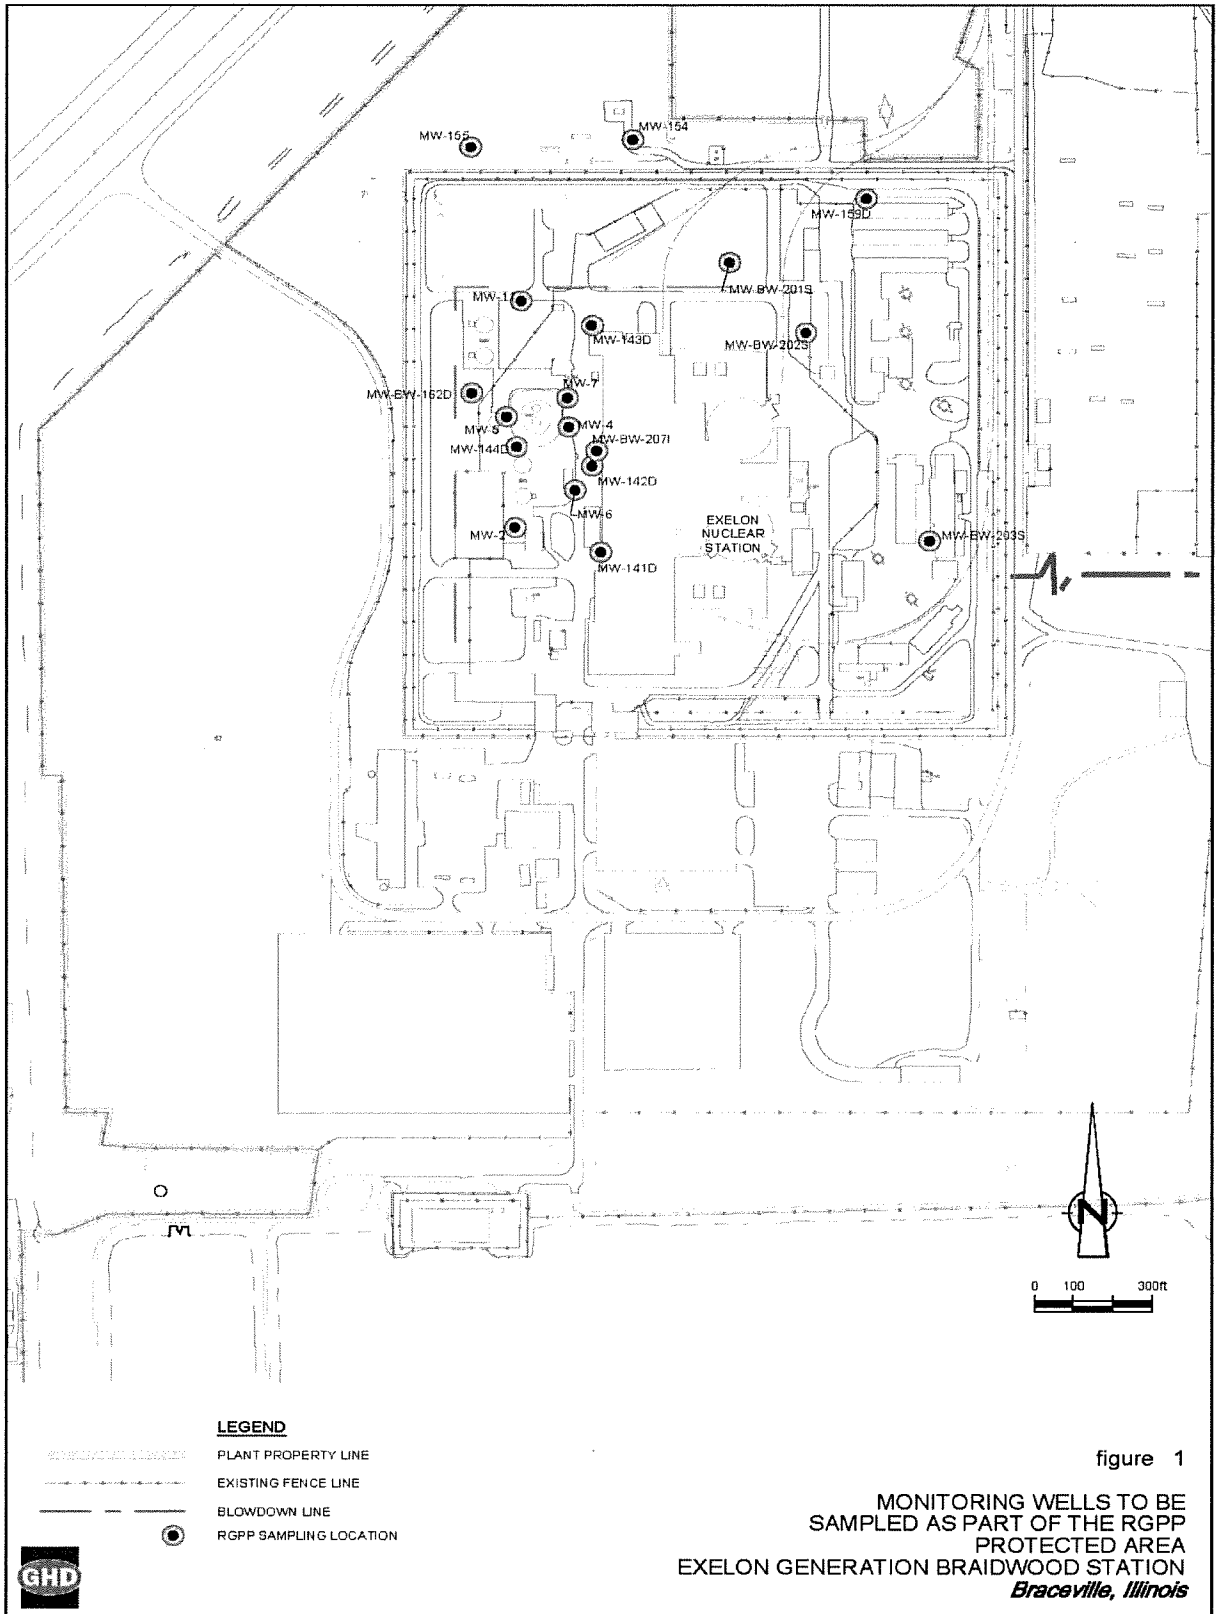 MW-155
MW-154
MW-159D
MW-BW-201S
MW-143D
MW-BW-202S
MW-BW-162D
MW-7
MW-5
MW-4
MW-144D
MW-BW-207I
MW-142D
MW-6
EXELON
NUCLEAR
STATION
MW-2
MW-BW-203S
MW-141D
N
0 100 300ft
LEGEND
PLANT PROPERTY LINE
EXISTING FENCE LINE
BLOWDOWN LINE
RGPP SAMPLING LOCATION
GHD
figure 1
MONITORING WELLS TO BE
SAMPLED AS PART OF THE RGPP
PROTECTED AREA
EXELON GENERATION BRAIDWOOD STATION
Braceville, Illinois